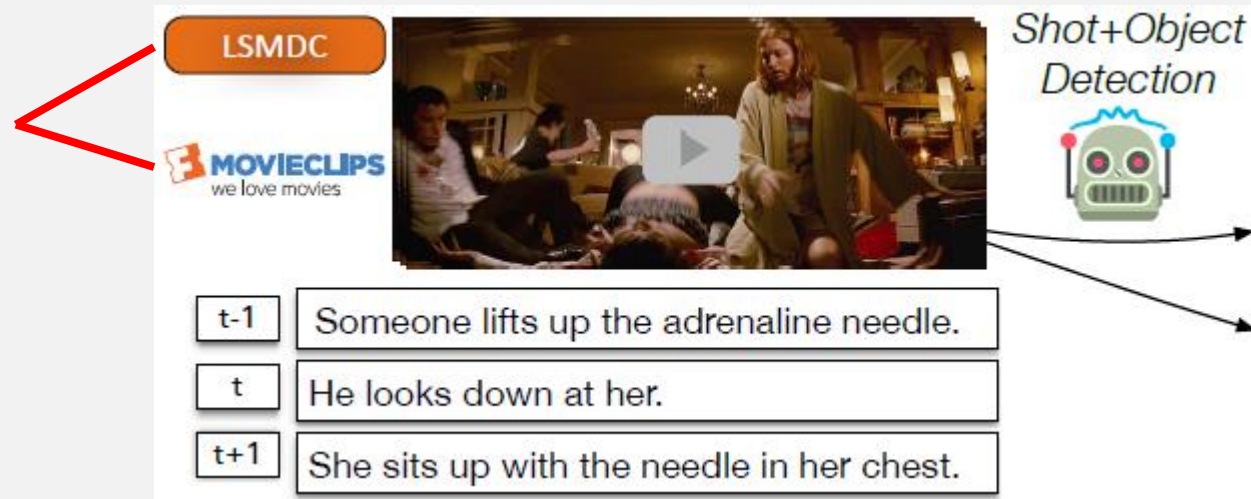 LSMDC
MOVIECLIPS
we love movies
Shot+Object
Detection
t-1
Someone lifts up the adrenaline needle.
t
He looks down at her.
t+1
She sits up with the needle in her chest.